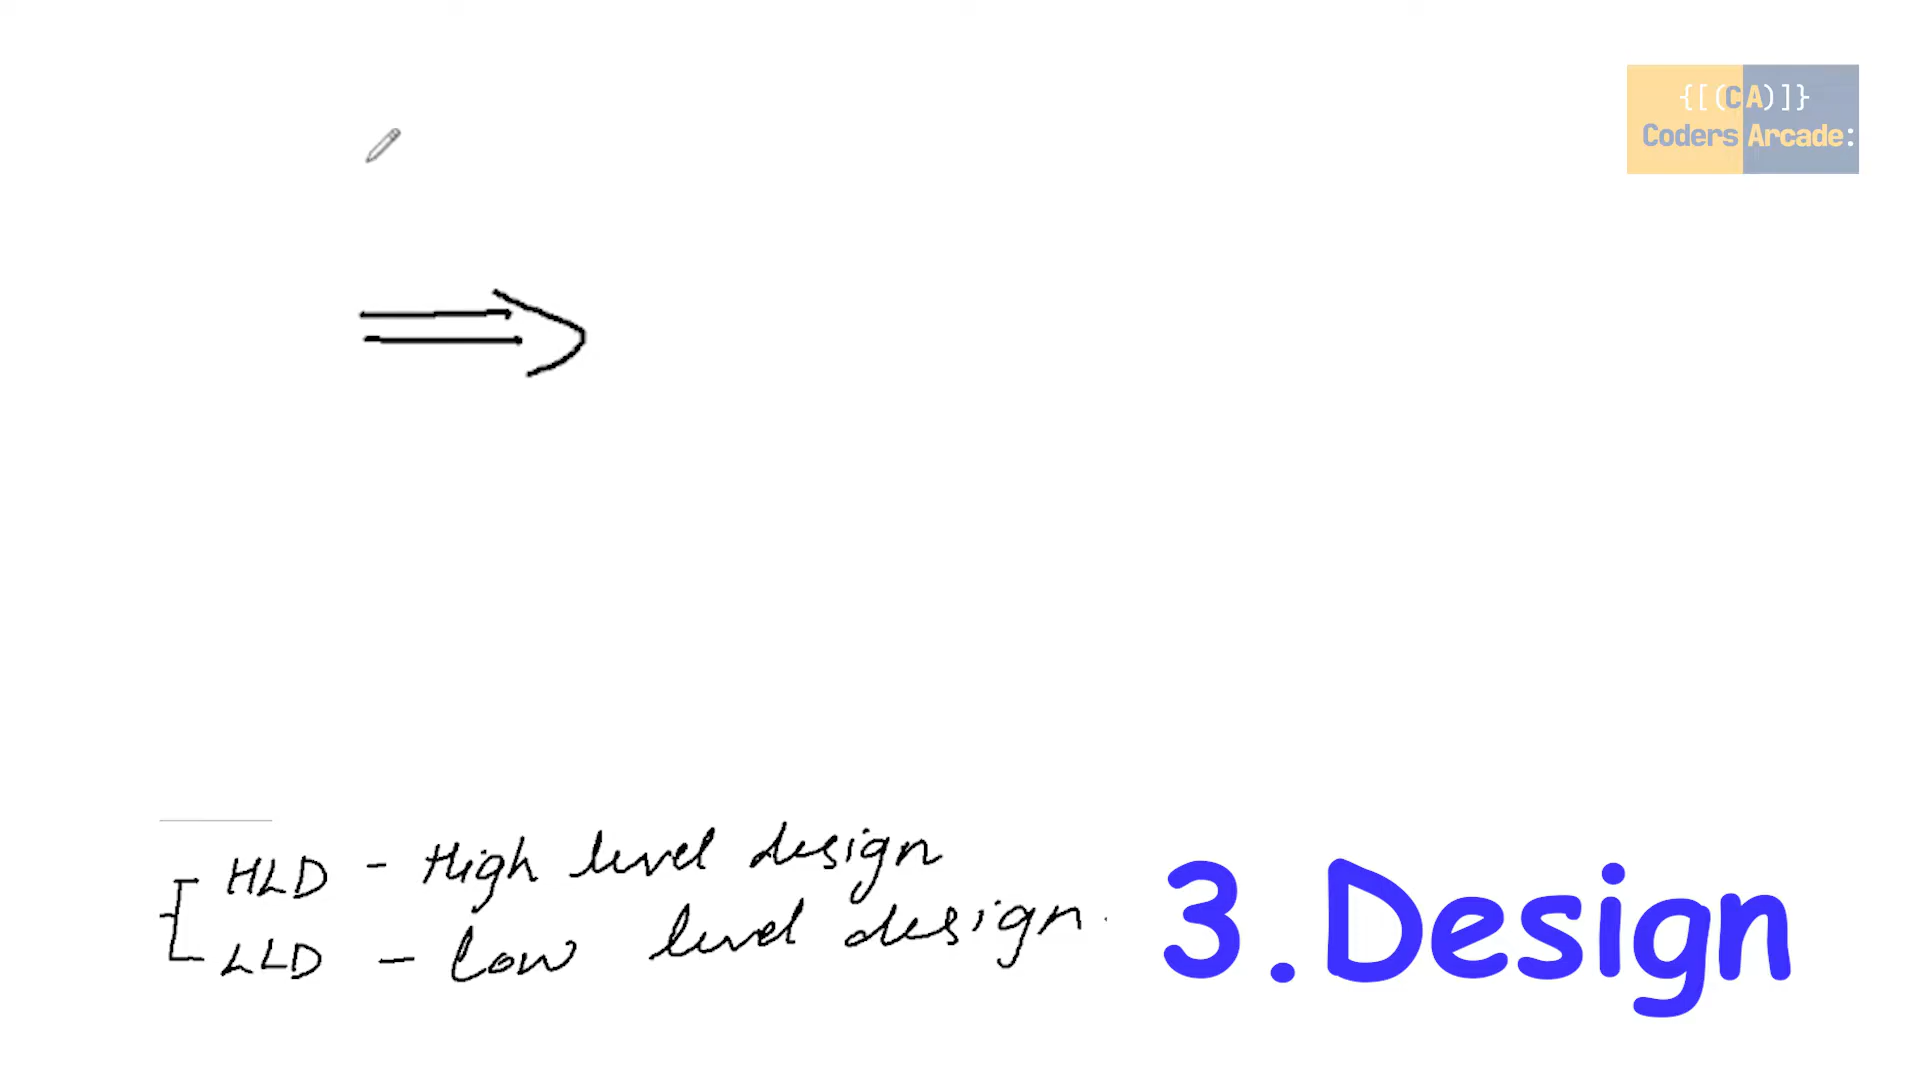 {[(CA)]}
Coders Arcade:
HLD - High level design
LLD - Low level design.
3.Design